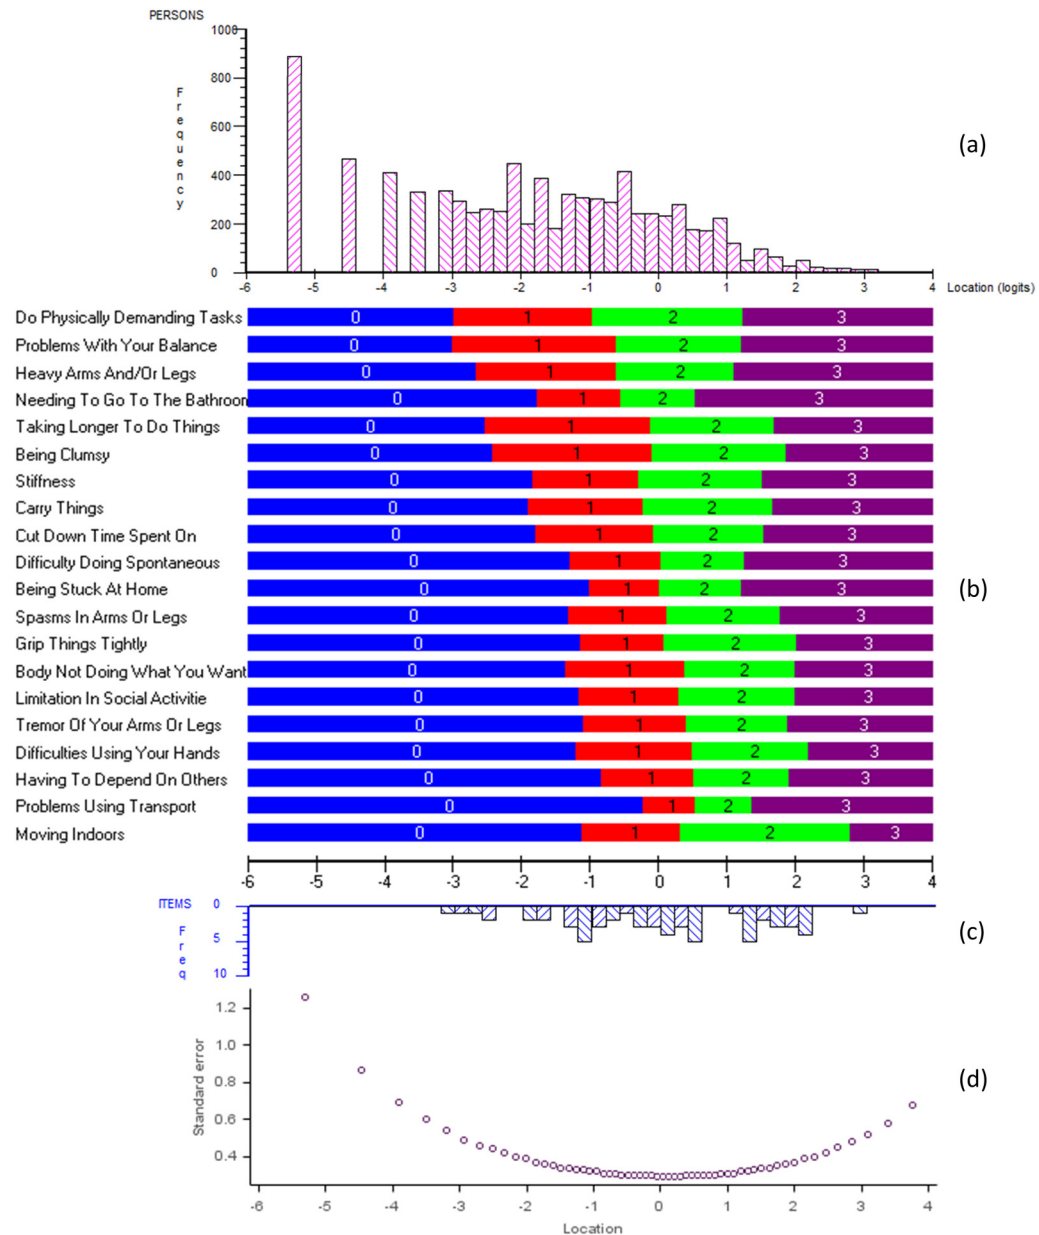 PERSONS
1000
800
600
400
200
0
Frequency
(a)
-6 -5 -4 -3 -2 -1 0 1 2 3 4 Location (logits)
Do Physically Demanding Tasks 0 1 2 3
Problems With Your Balance 0 1 2 3
Heavy Arms And/Or Legs 0 1 2 3
Needing To Go To The Bathroon 0 1 2 3
Taking Longer To Do Things 0 1 2 3
Being Clumsy 0 1 2 3
Stiffness 0 1 2 3
Carry Things 0 1 2 3
Cut Down Time Spent On 0 1 2 3
Difficulty Doing Spontaneous 0 1 2 3
Being Stuck At Home 0 1 2 3
(b)
Spasms In Arms Or Legs 0 1 2 3
Grip Things Tightly 0 1 2 3
Body Not Doing What You Want 0 1 2 3
Limitation In Social Activitie 0 1 2 3
Tremor Of Your Arms Or Legs 0 1 2 3
Difficulties Using Your Hands 0 1 2 3
Having To Depend On Others 0 1 2 3
Problems Using Transport 0 1 2 3
Moving Indoors 0 1 2 3
-6 -5 -4 -3 -2 -1 0 1 2 3 4
ITEMS 0
5
10
Freq
(c)
1.2
1.0
0.8
0.6
0.4
Standard error
(d)
-6 -5 -4 -3 -2 -1 0 1 2 3 4
Location